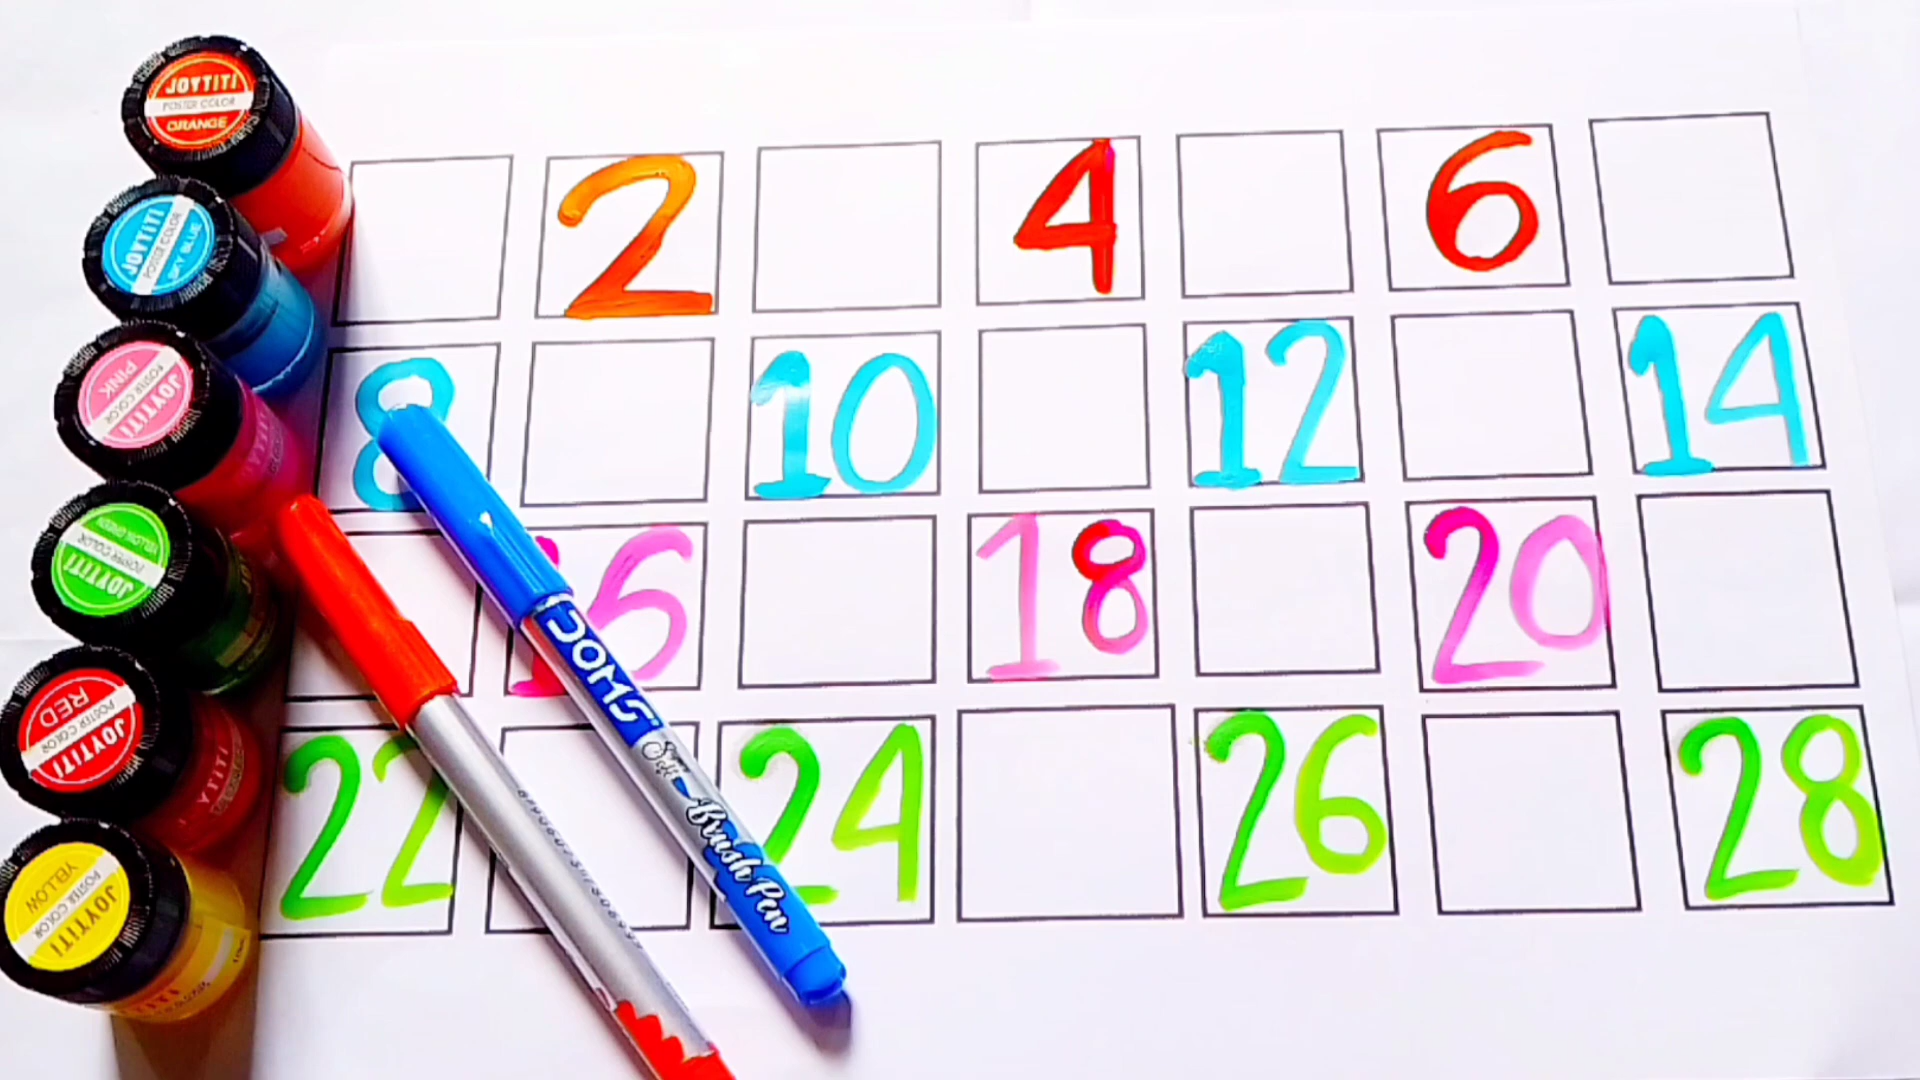 JOYTITI
POSTER COLOR
ORANGE
JOYTITI
POSTER COLOR
SKY BLUE
PINK
POSTER COLOR
JOYTITI
YELLOW GREEN
POSTER COLOR
JOYTITI
RED
POSTER COLOR
JOYTITI
YELLOW
POSTER COLOR
JOYTITI
2 4 6
8 10 12 14
16 18 20
22 24 26 28
DOMS
Brush Pen